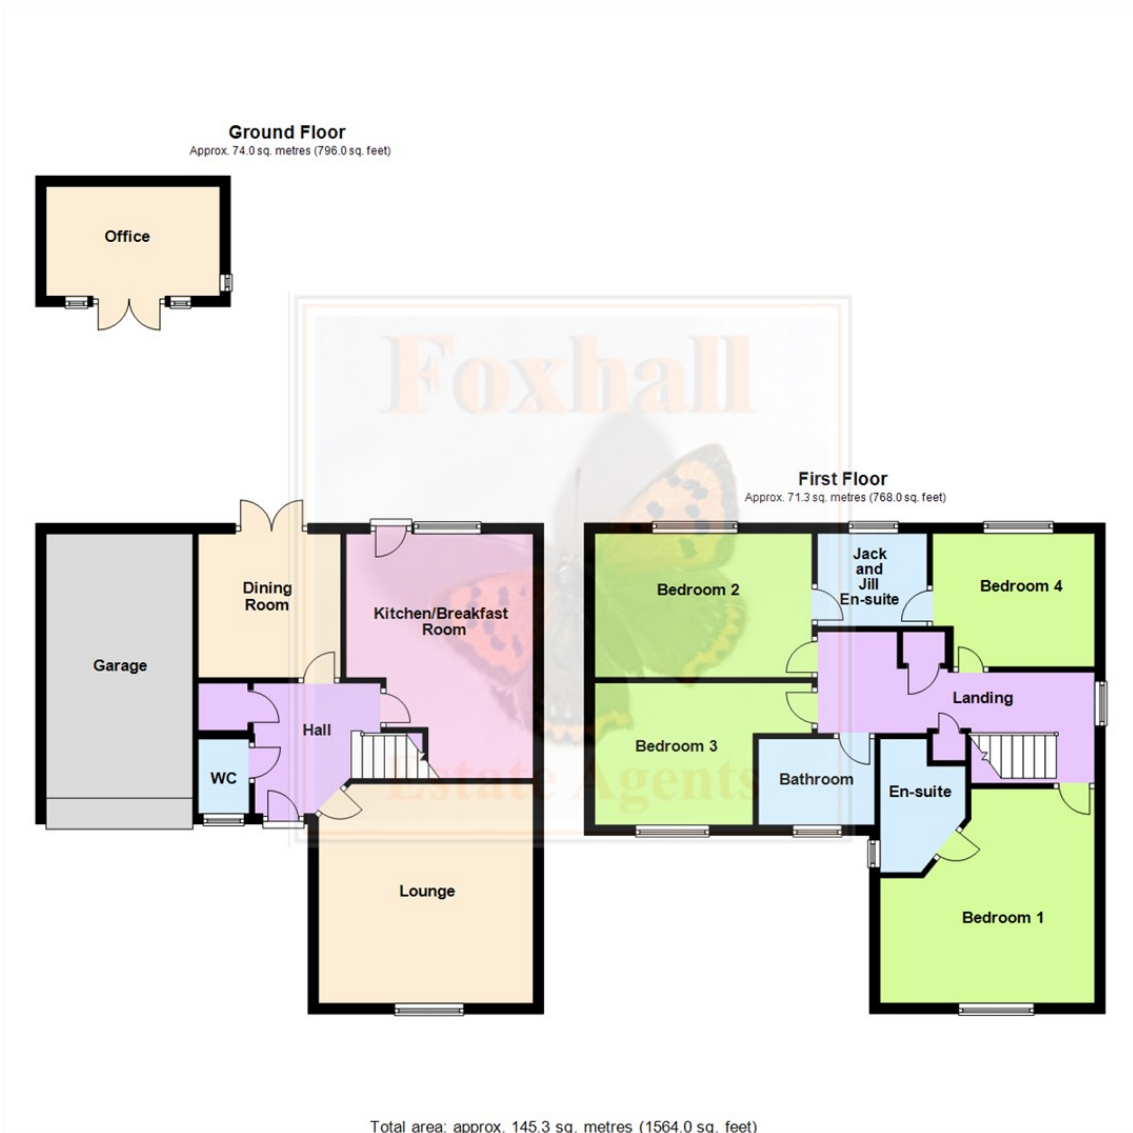 Ground Floor
Approx. 74.0 sq. metres (796.0 sq. feet)
Office
Foxhall
First Floor
Approx. 71.3 sq. metres (768.0 sq. feet)
Garage
Dining
Room
Kitchen/Breakfast
Room
Hall
WC
Lounge
Bedroom 2
Jack
and
Jill
En-suite
Bedroom 4
Landing
Bedroom 3
Bathroom
En-suite
Bedroom 1
Estate Agents
Total area: approx. 145.3 sq. metres (1564.0 sq. feet)